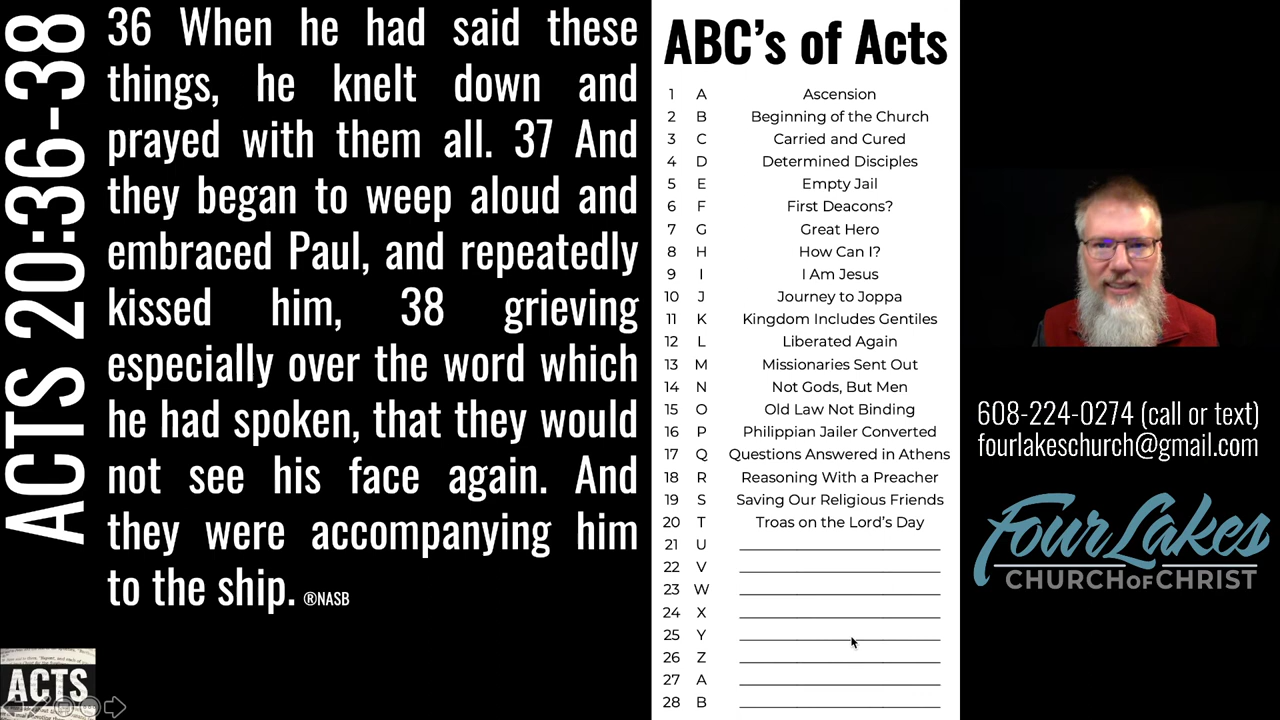 ACTS 20:36-38
36 When he had said these
things, he knelt down and
prayed with them all. 37 And
they began to weep aloud and
embraced Paul, and repeatedly
kissed him, 38 grieving
especially over the word which
he had spoken, that they would
not see his face again. And
they were accompanying him
to the ship. ®NASB
ACTS
ABC's of Acts
1 A Ascension
2 B Beginning of the Church
3 C Carried and Cured
4 D Determined Disciples
5 E Empty Jail
6 F First Deacons?
7 G Great Hero
8 H How Can I?
9 I I Am Jesus
10 J Journey to Joppa
11 K Kingdom Includes Gentiles
12 L Liberated Again
13 M Missionaries Sent Out
14 N Not Gods, But Men
15 O Old Law Not Binding
16 P Philippian Jailer Converted
17 Q Questions Answered in Athens
18 R Reasoning With a Preacher
19 S Saving Our Religious Friends
20 T Troas on the Lord's Day
21 U
22 V
23 W
24 X
25 Y
26 Z
27 A
28 B
608-224-0274 (call or text)
fourlakeschurch@gmail.com
Four Lakes
CHURCH OF CHRIST